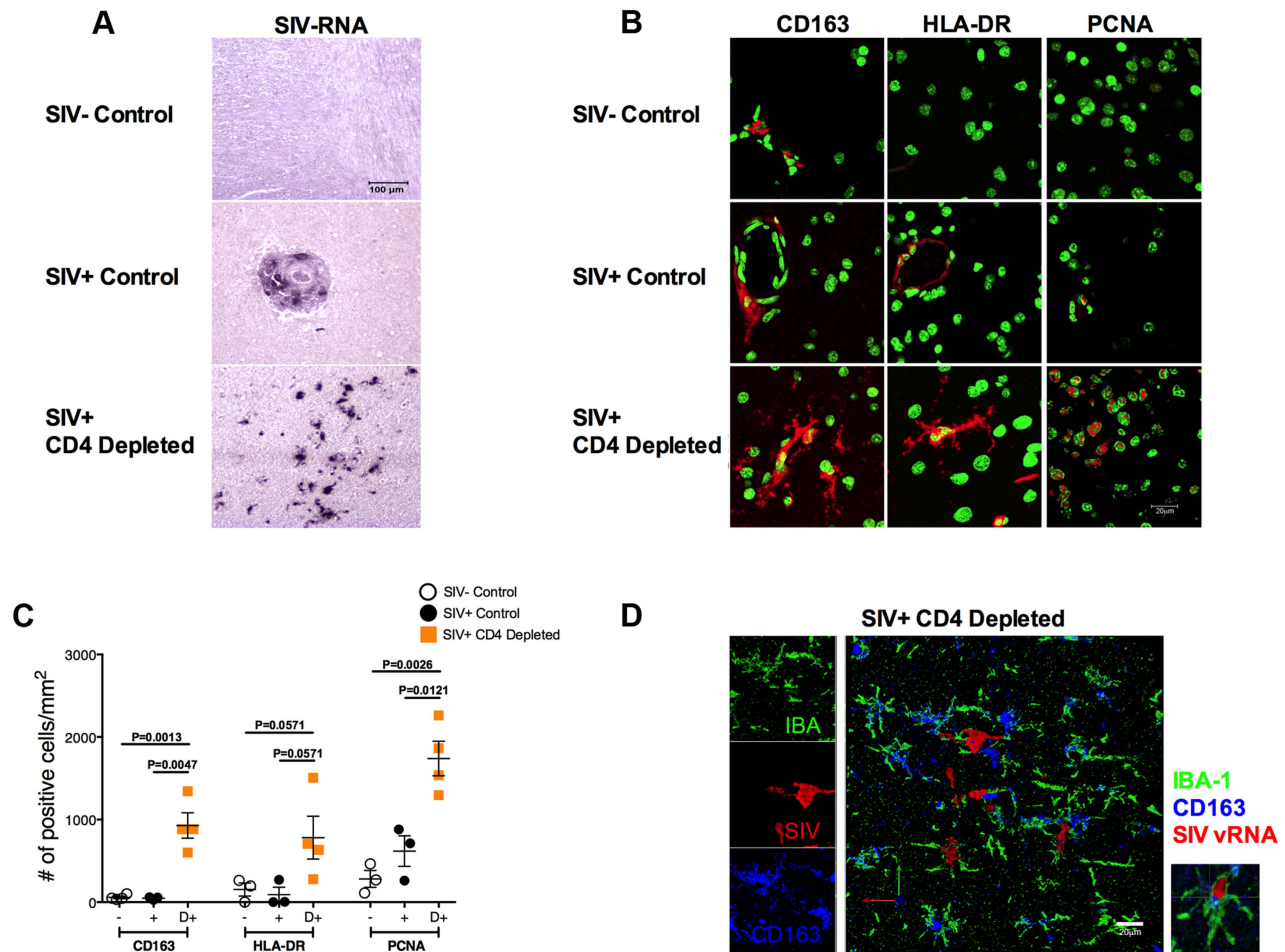 A
SIV-RNA
SIV- Control
100 μm
SIV+ Control
SIV+
CD4 Depleted
B
CD163 HLA-DR PCNA
SIV- Control
SIV+ Control
SIV+
CD4 Depleted
20μm
C
SIV- Control
SIV+ Control
SIV+ CD4 Depleted
# of positive cells/mm²
3000
2000
1000
0
P=0.0013
P=0.0047
P=0.0571
P=0.0571
P=0.0026
P=0.0121
- + D+ - + D+ - + D+
CD163 HLA-DR PCNA
D
SIV+ CD4 Depleted
IBA
SIV
CD163
20μm
IBA-1
CD163
SIV vRNA